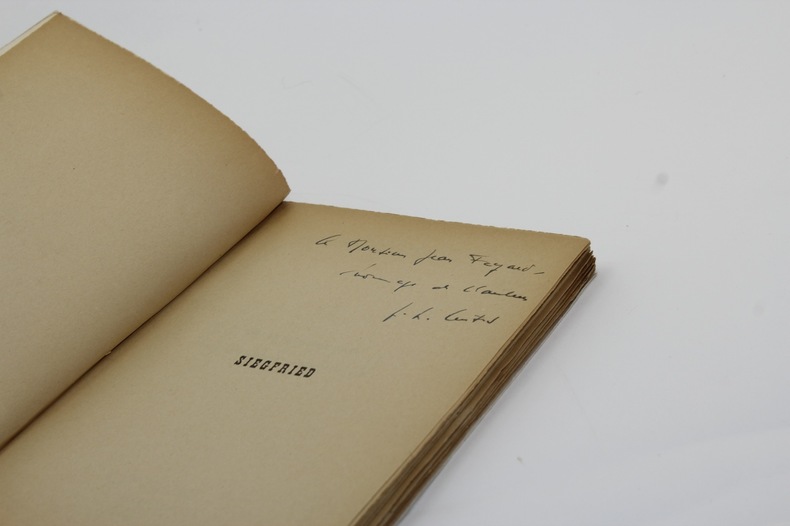 à Monsieur Jean Fayard -
hommage de l'auteur
J. L. Curtis
SIEGFRIED